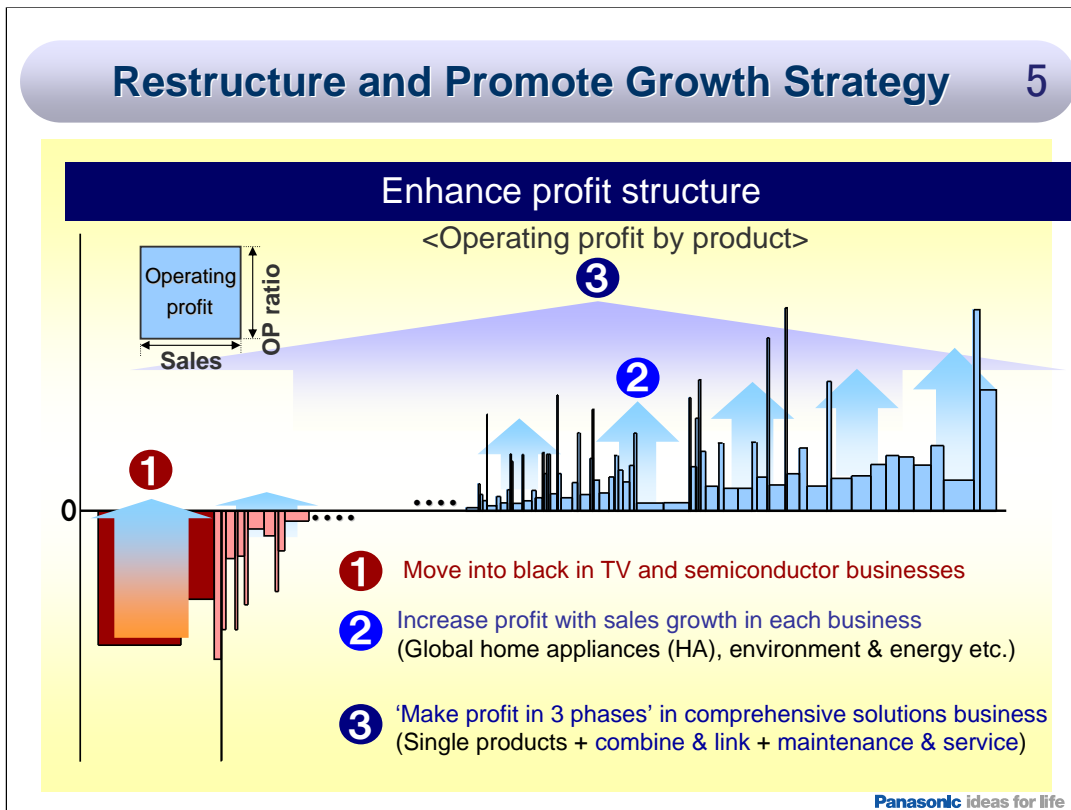 Restructure and Promote Growth Strategy 5
Enhance profit structure
<Operating profit by product>
Operating
profit
OP ratio
Sales
3
2
1
0
1 Move into black in TV and semiconductor businesses
2 Increase profit with sales growth in each business
(Global home appliances (HA), environment & energy etc.)
3 ‘Make profit in 3 phases’ in comprehensive solutions business
(Single products + combine & link + maintenance & service)
Panasonic ideas for life